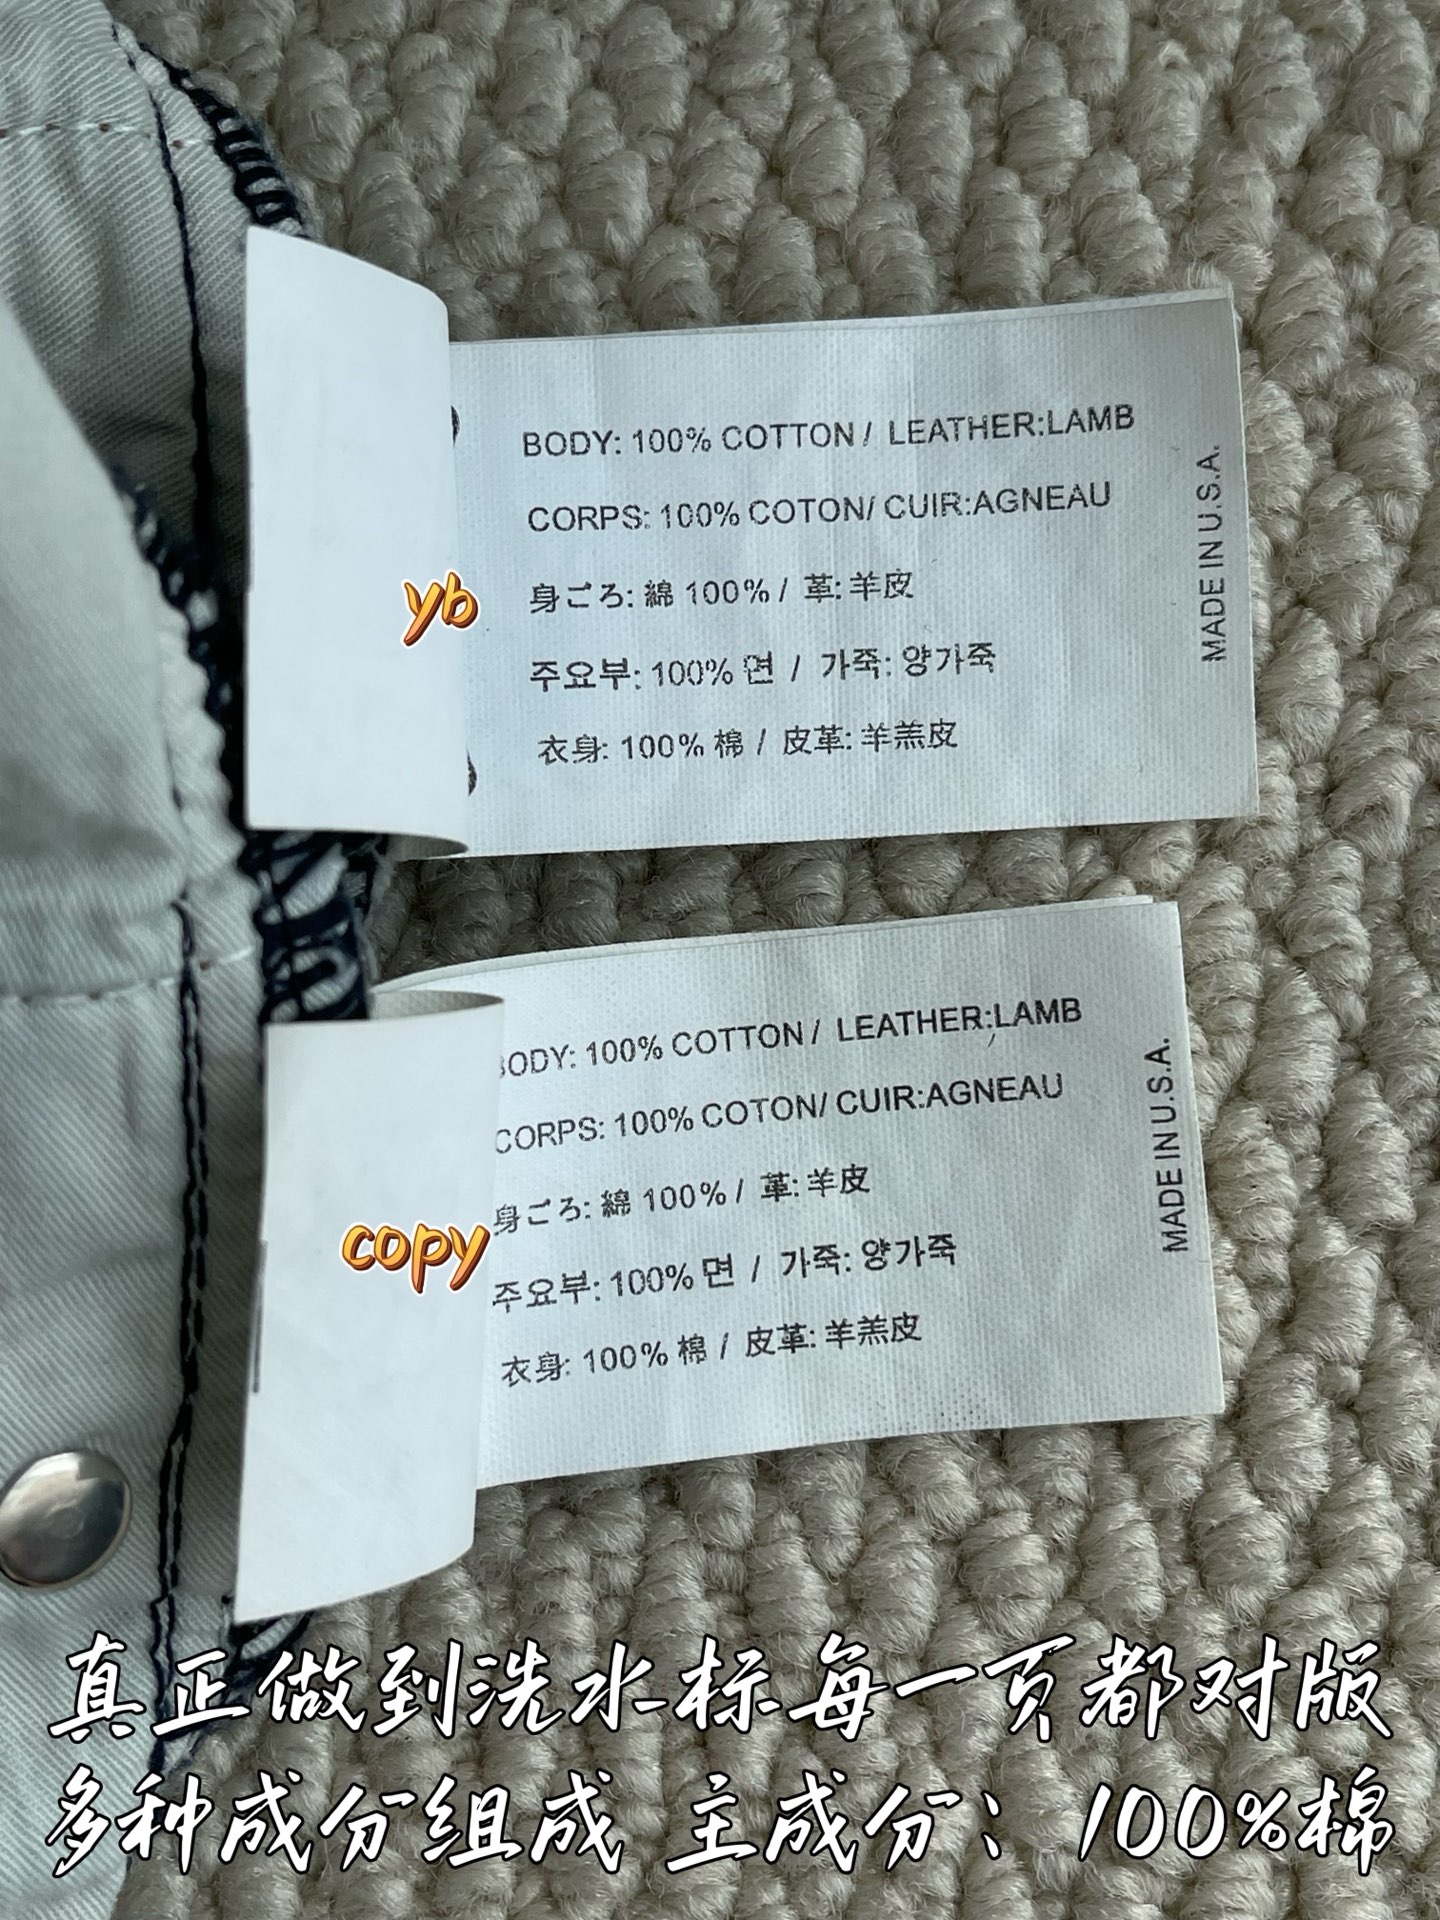 BODY: 100% COTTON / LEATHER:LAMB
CORPS: 100% COTON/ CUIR:AGNEAU
身ごろ: 綿 100% / 革: 羊皮
주요부: 100% 면 / 가죽: 양가죽
衣身: 100% 棉 / 皮革: 羊羔皮
MADE IN U.S.A.
yb
BODY: 100% COTTON / LEATHER:LAMB
CORPS: 100% COTON/ CUIR:AGNEAU
身ごろ: 綿 100% / 革: 羊皮
주요부: 100% 면 / 가죽: 양가죽
衣身: 100% 棉 / 皮革: 羊羔皮
MADE IN U.S.A.
copy
真正做到洗水标每一页都对版
多种成分组成 主成分：100%棉